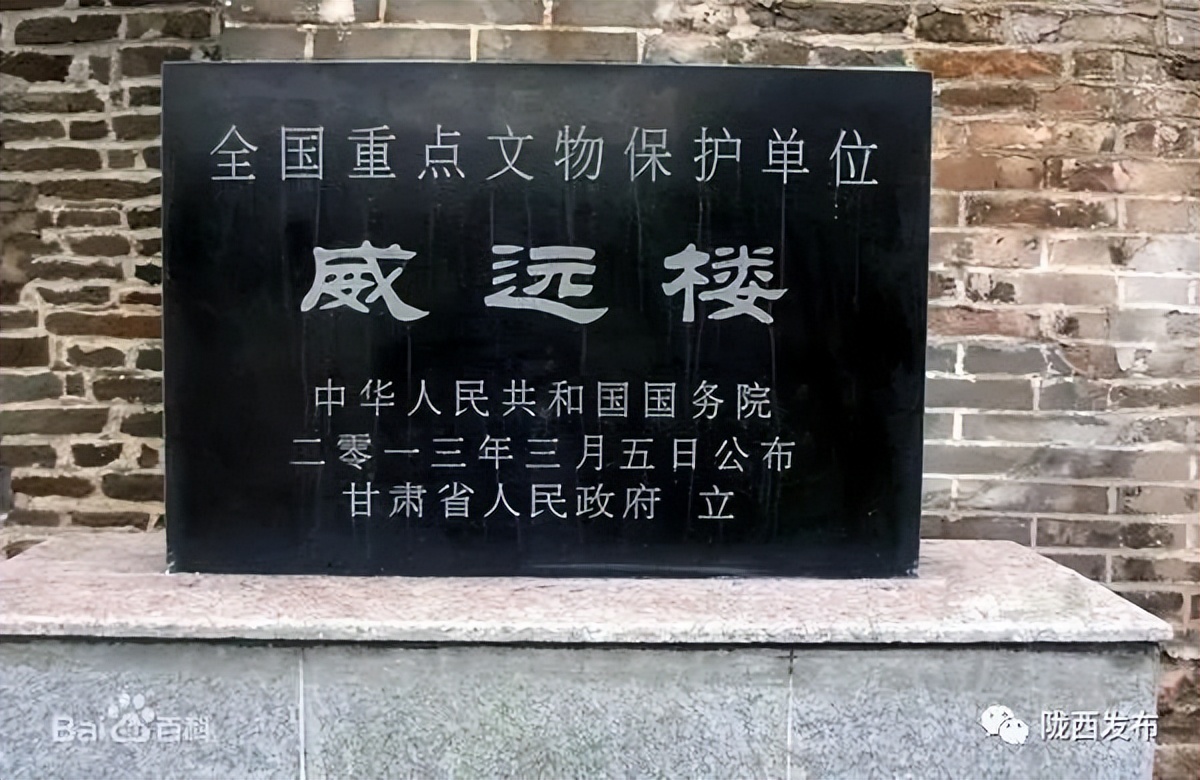 全国重点文物保护单位
威远楼
中华人民共和国国务院
二零一三年三月五日公布
甘肃省人民政府 立
Bai百科
陇西发布